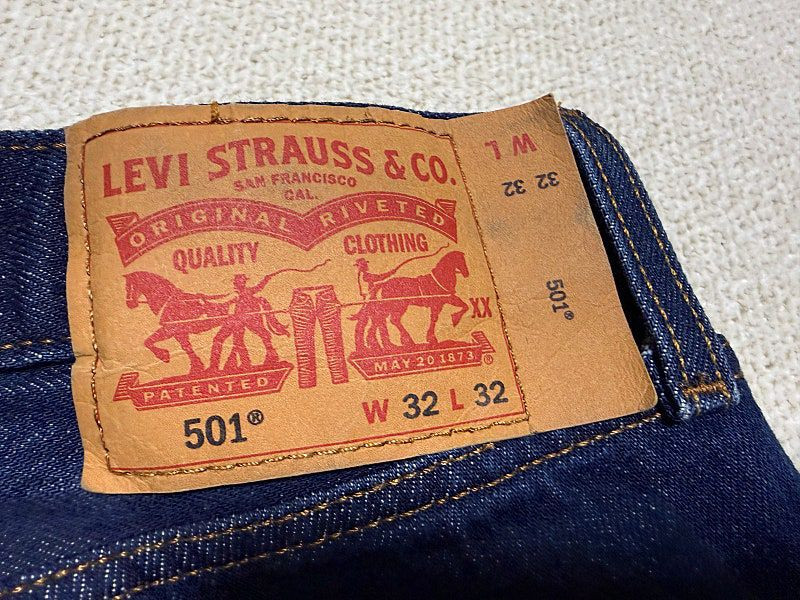 LEVI STRAUSS & CO.
SAN FRANCISCO
CAL.
ORIGINAL RIVETED
QUALITY CLOTHING
XX
PATENTED MAY 20 1873 ®
501® W 32 L 32
W L
32 32
501®